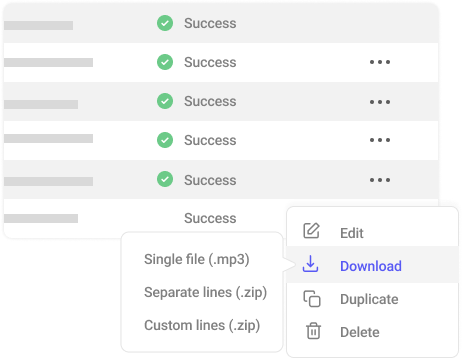 Success
Success
Success
Success
Success
Success
Edit
Single file (.mp3)
Download
Separate lines (.zip)
Duplicate
Custom lines (.zip)
Delete